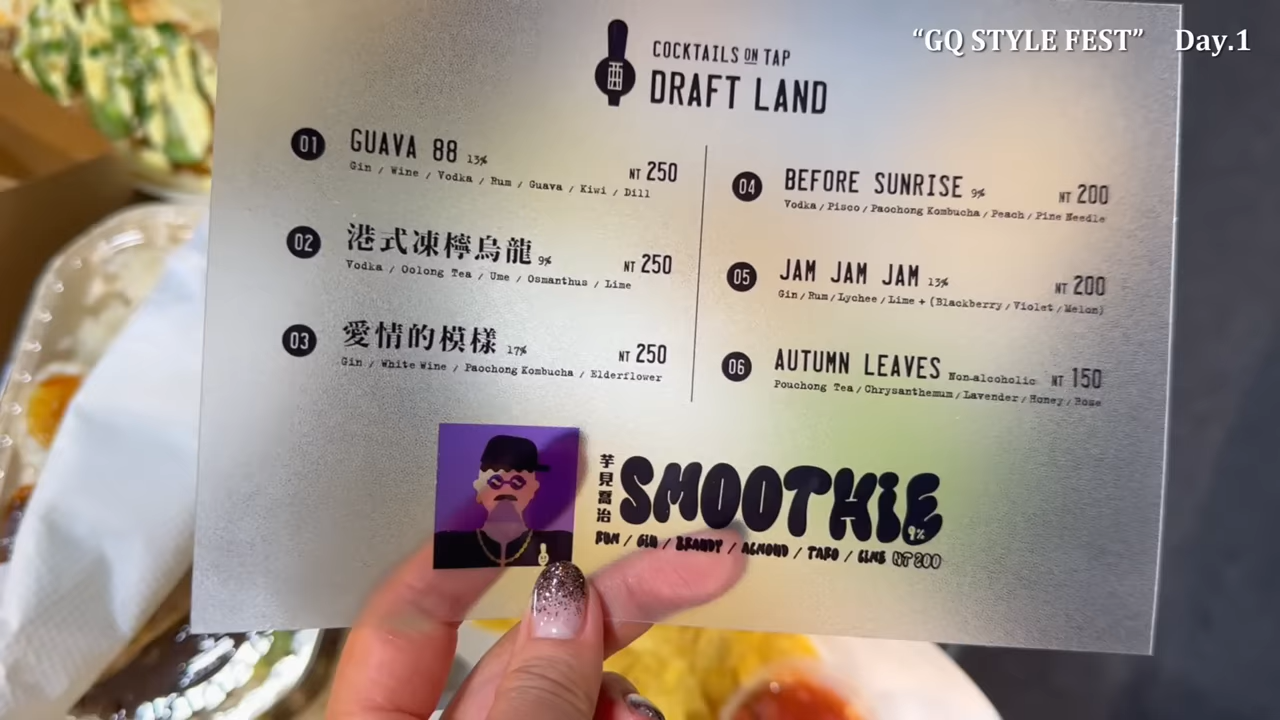 “GQ STYLE FEST” Day.1
COCKTAILS ON TAP
DRAFT LAND
01 GUAVA 88 13% NT 250
Gin / Wine / Vodka / Rum / Guava / Kiwi / Dill
02 港式凍檸烏龍 9% NT 250
Vodka / Oolong Tea / Ume / Osmanthus / Lime
03 愛情的模樣 17% NT 250
Gin / White Wine / Paochong Kombucha / Elderflower
04 BEFORE SUNRISE 9% NT 200
Vodka / Pisco / Paochong Kombucha / Peach / Pine Needle
05 JAM JAM JAM 13% NT 200
Gin / Rum / Lychee / Lime + (Blackberry / Violet / Melon)
06 AUTUMN LEAVES Non-alcoholic NT 150
Pouchong Tea / Chrysanthemum / Lavender / Honey / Rose
芋見喬治
SMOOTHIE 9%
RUM / GIN / BRANDY / ALMOND / TARO / LIME NT200